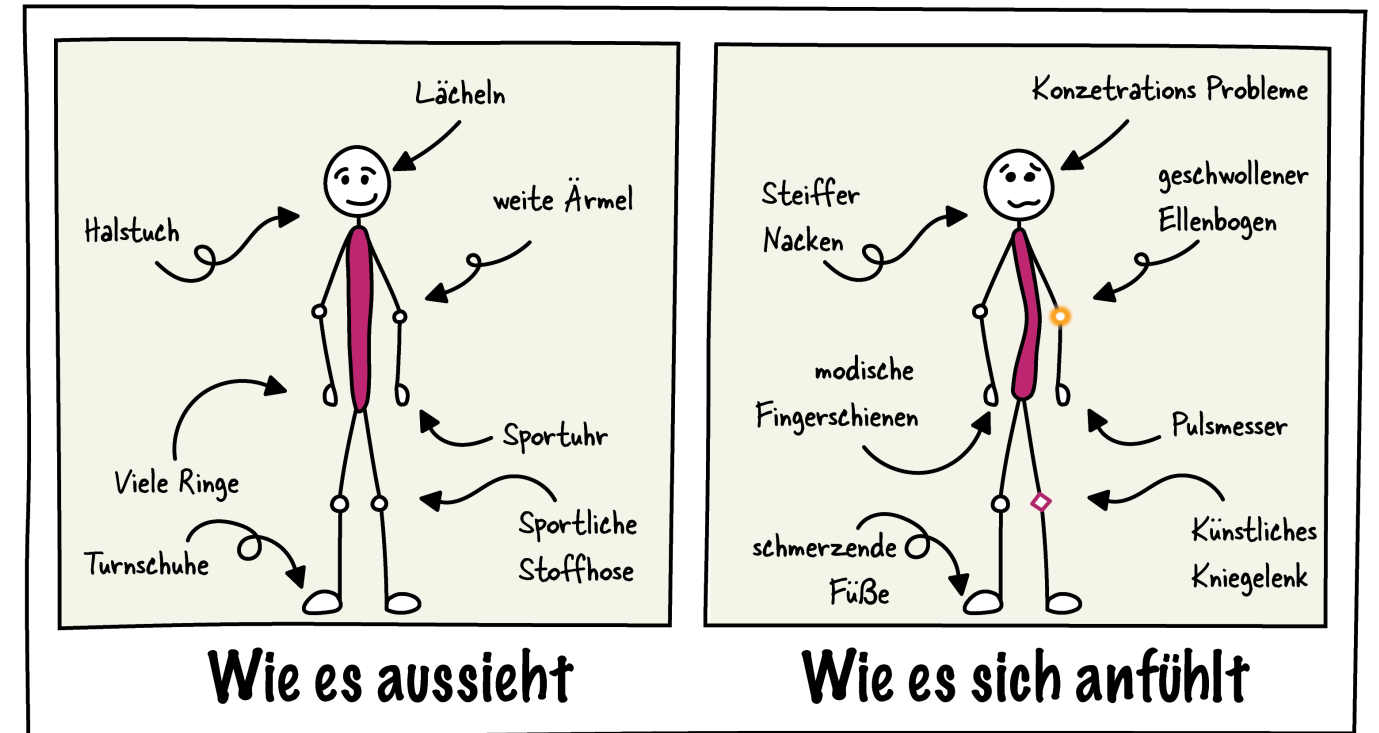 Lächeln
weite Ärmel
Halstuch
Viele Ringe
Sportuhr
Sportliche
Stoffhose
Turnschuhe
Wie es aussieht
Konzetrations Probleme
Steiffer
Nacken
geschwollener
Ellenbogen
modische
Fingerschienen
Pulsmesser
Künstliches
Kniegelenk
schmerzende
Füße
Wie es sich anfühlt